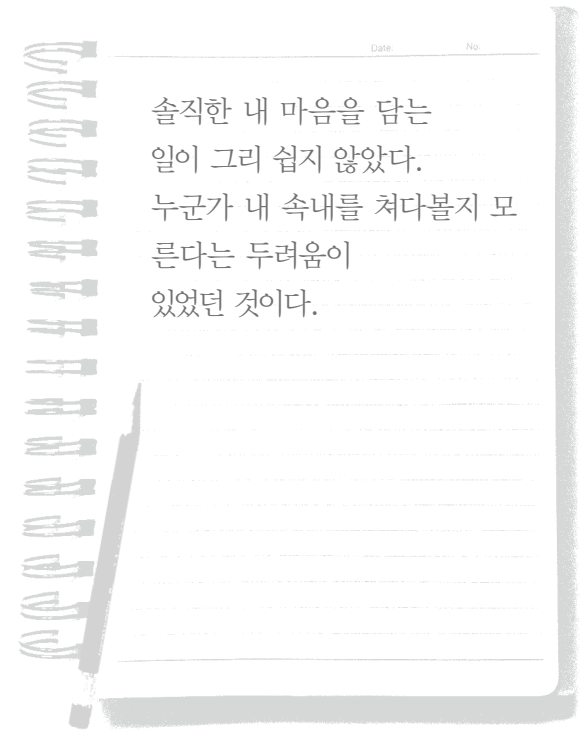 Date. No.
솔직한 내 마음을 담는
일이 그리 쉽지 않았다.
누군가 내 속내를 쳐다볼지 모
른다는 두려움이
있었던 것이다.